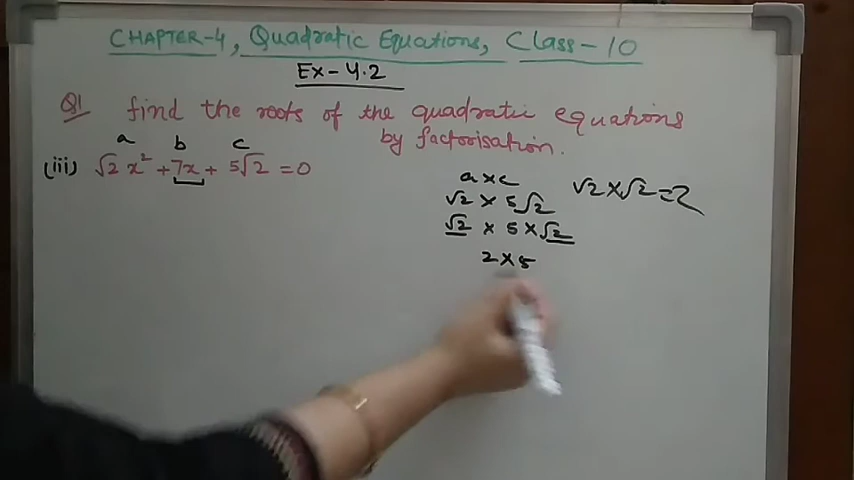 CHAPTER-4, Quadratic Equations, Class-10
Ex-4.2
Q1 find the roots of the quadratic equations
by factorisation.
a b c
(iii) √2 x² + 7x + 5√2 = 0
a × c
√2 × 5√2
√2 × √2 = 2
√2 × 5 × √2
2 × 5